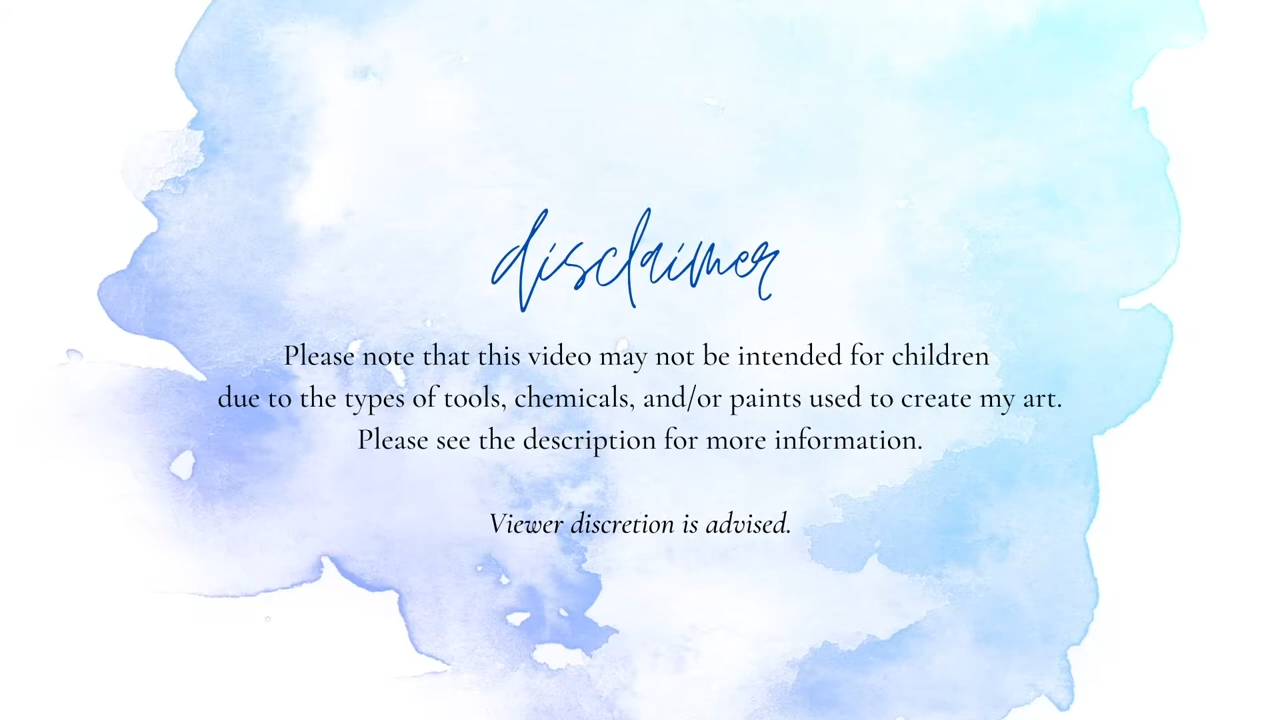 disclaimer
Please note that this video may not be intended for children
due to the types of tools, chemicals, and/or paints used to create my art.
Please see the description for more information.
Viewer discretion is advised.